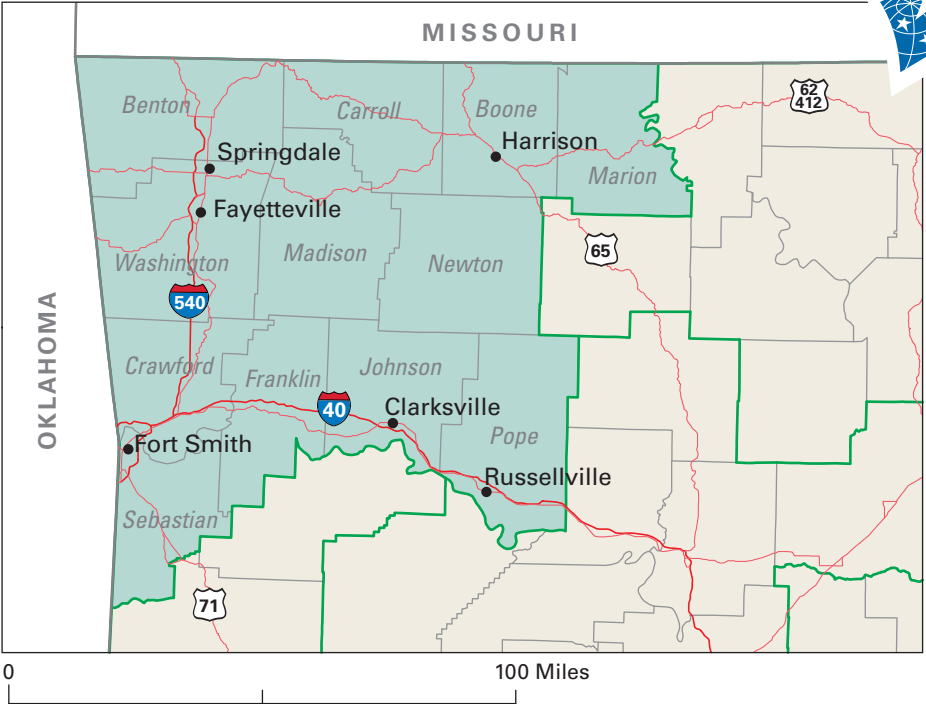 MISSOURI
62
412
Benton
Carroll
Boone
Harrison
Springdale
Marion
Fayetteville
65
Washington
Madison
Newton
540
OKLAHOMA
Crawford
Franklin
Johnson
40
Clarksville
Fort Smith
Pope
Russellville
Sebastian
71
0
100 Miles